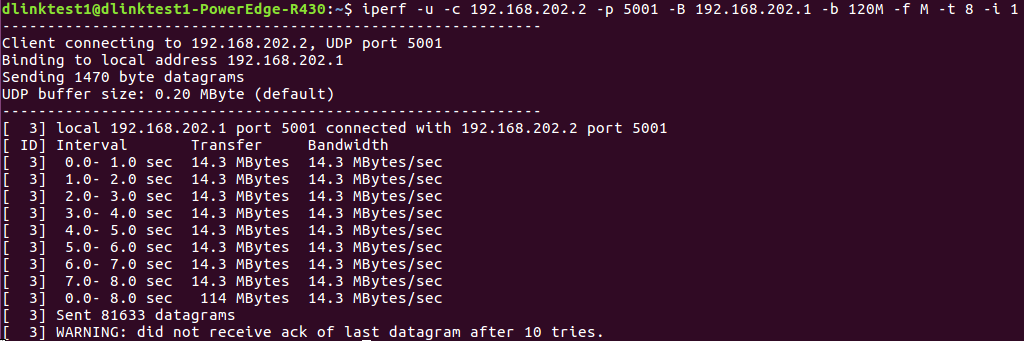 dlinktest1@dlinktest1-PowerEdge-R430:~$ iperf -u -c 192.168.202.2 -p 5001 -B 192.168.202.1 -b 120M -f M -t 8 -i 1
------------------------------------------------------------
Client connecting to 192.168.202.2, UDP port 5001
Binding to local address 192.168.202.1
Sending 1470 byte datagrams
UDP buffer size: 0.20 MByte (default)
------------------------------------------------------------
[  3] local 192.168.202.1 port 5001 connected with 192.168.202.2 port 5001
[ ID] Interval       Transfer     Bandwidth
[  3]  0.0- 1.0 sec  14.3 MBytes  14.3 MBytes/sec
[  3]  1.0- 2.0 sec  14.3 MBytes  14.3 MBytes/sec
[  3]  2.0- 3.0 sec  14.3 MBytes  14.3 MBytes/sec
[  3]  3.0- 4.0 sec  14.3 MBytes  14.3 MBytes/sec
[  3]  4.0- 5.0 sec  14.3 MBytes  14.3 MBytes/sec
[  3]  5.0- 6.0 sec  14.3 MBytes  14.3 MBytes/sec
[  3]  6.0- 7.0 sec  14.3 MBytes  14.3 MBytes/sec
[  3]  7.0- 8.0 sec  14.3 MBytes  14.3 MBytes/sec
[  3]  0.0- 8.0 sec   114 MBytes  14.3 MBytes/sec
[  3] Sent 81633 datagrams
[  3] WARNING: did not receive ack of last datagram after 10 tries.